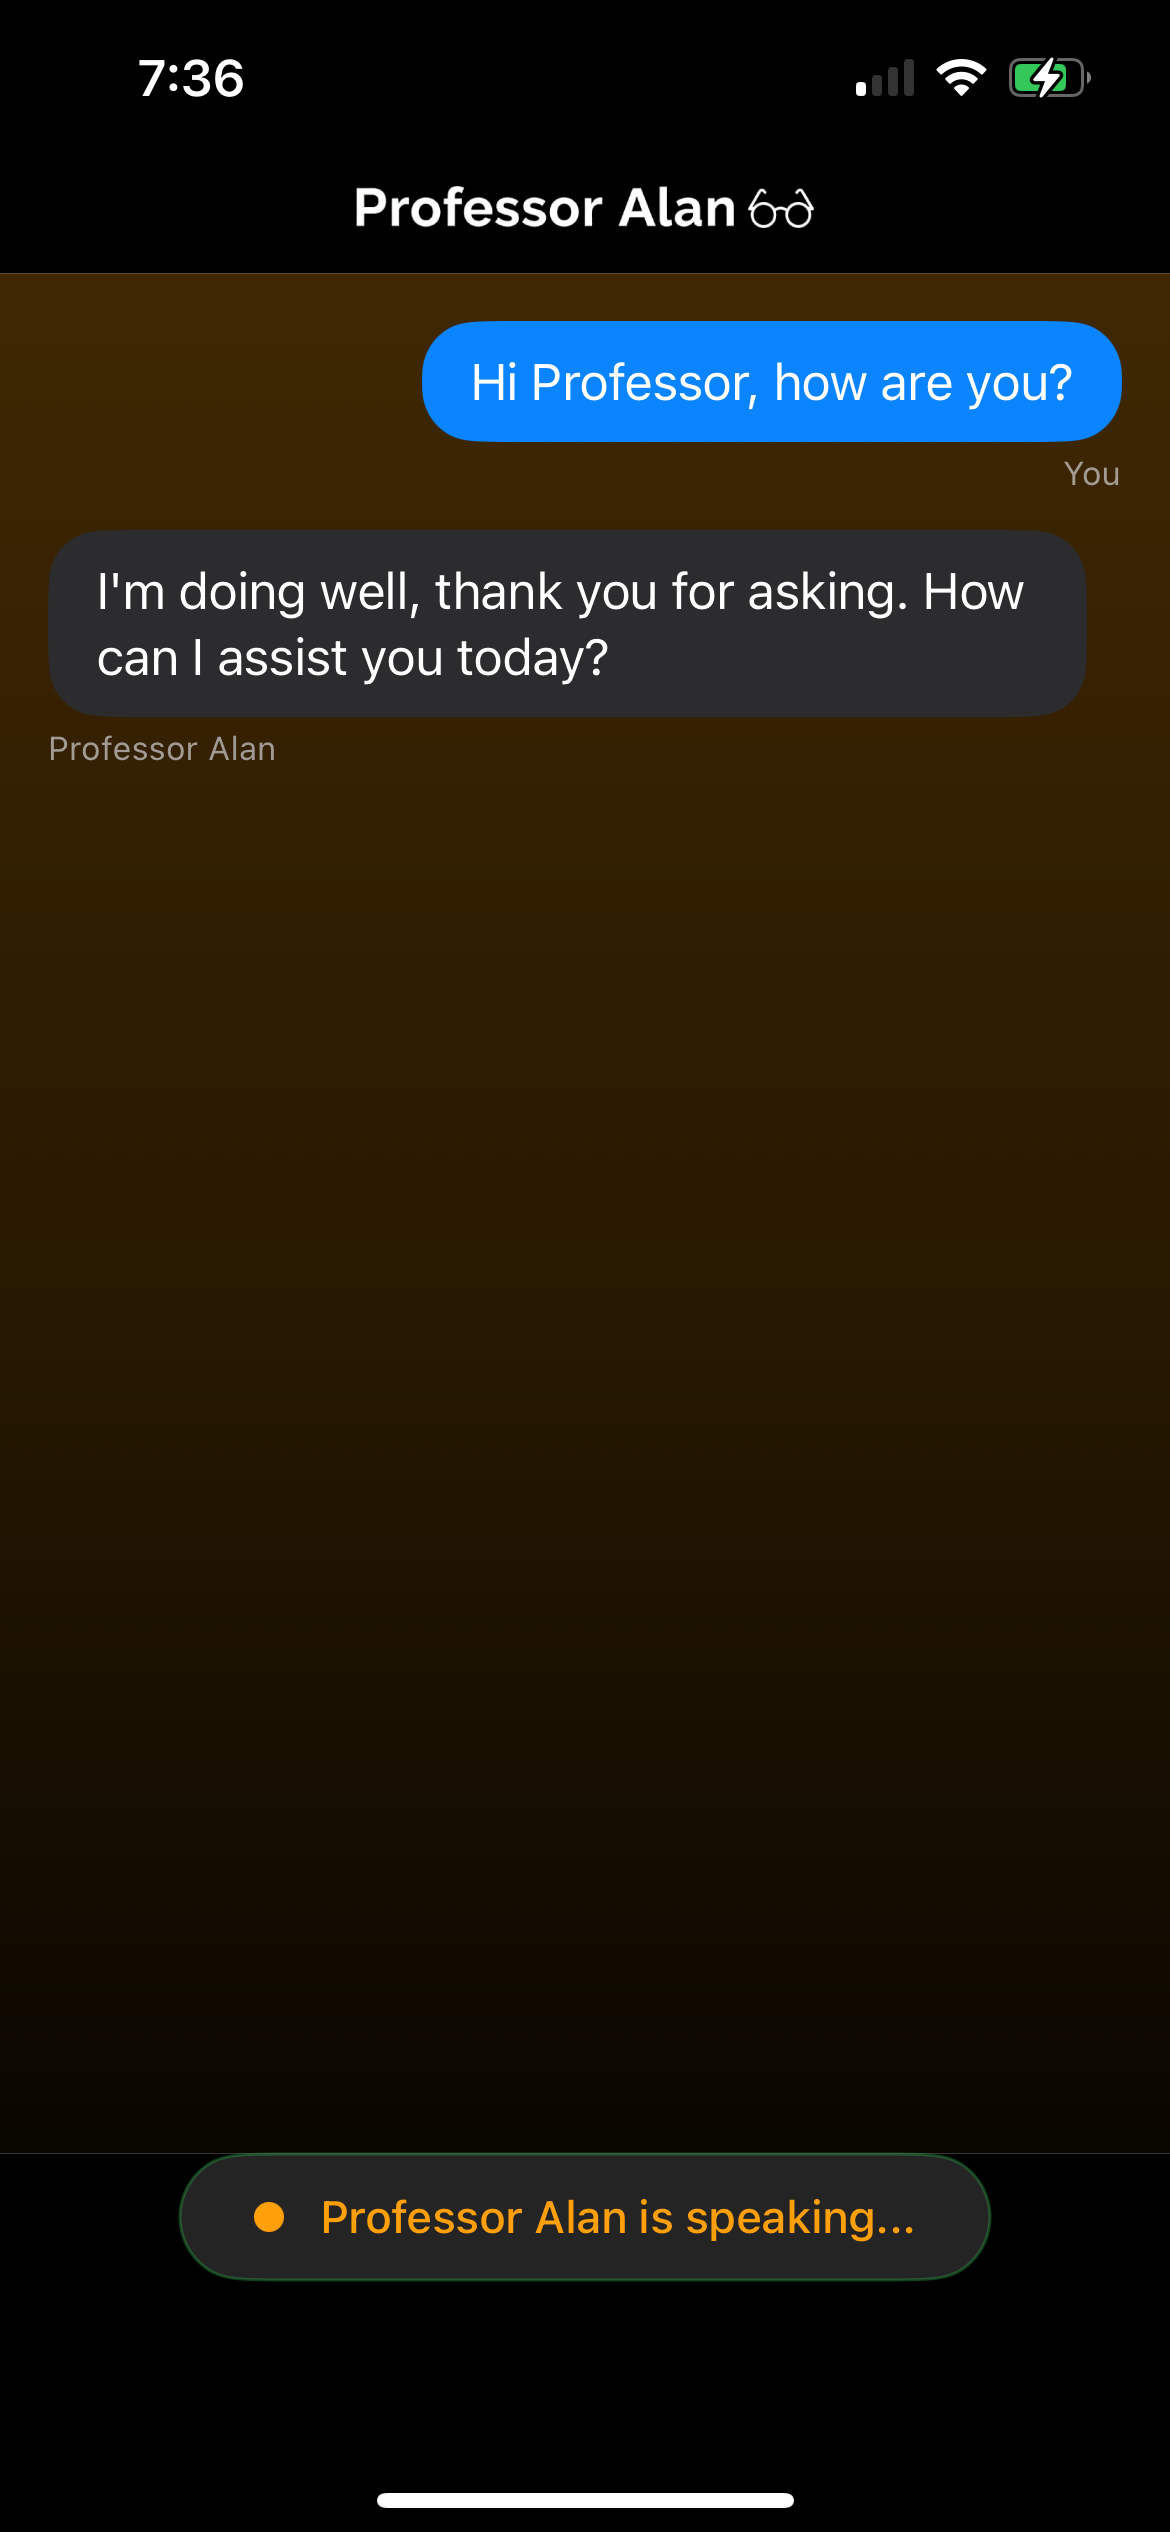 7:36
Professor Alan
Hi Professor, how are you?
You
I'm doing well, thank you for asking. How
can I assist you today?
Professor Alan
Professor Alan is speaking...